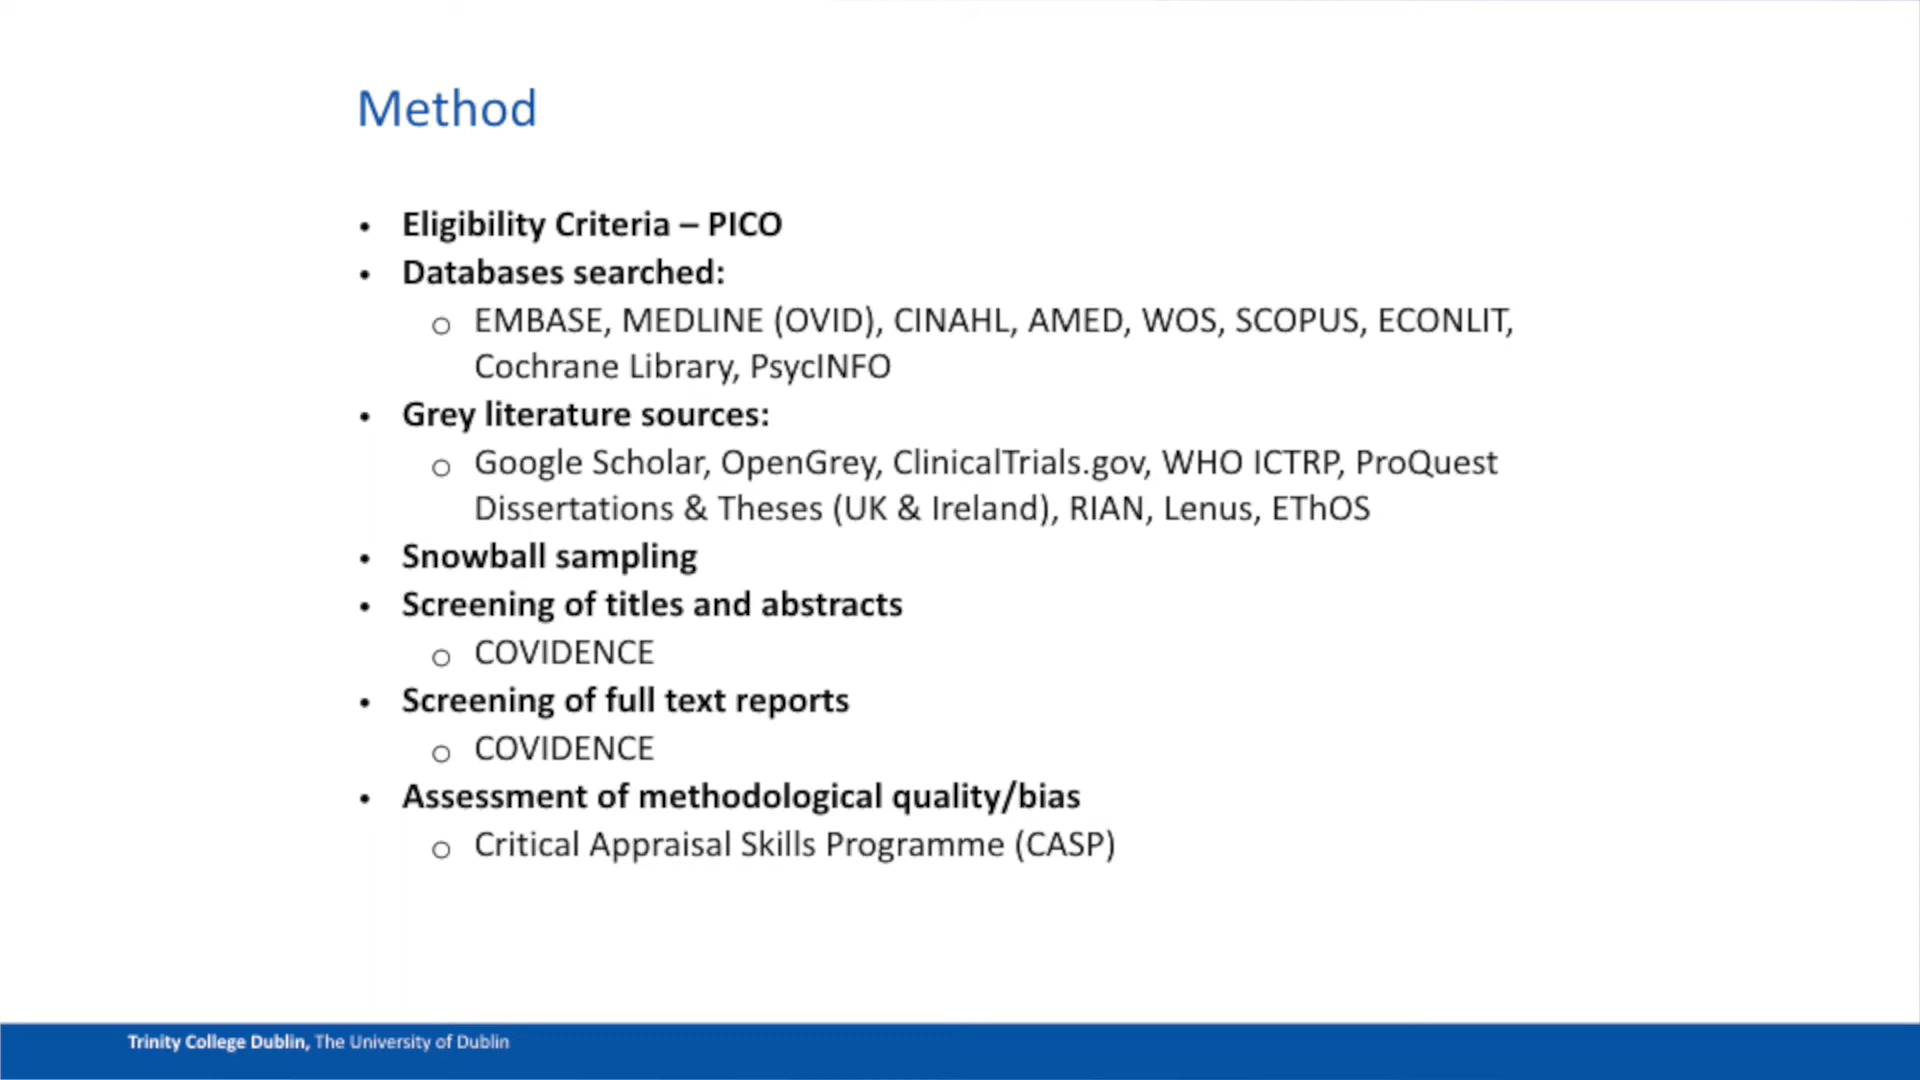 Method
• Eligibility Criteria – PICO
• Databases searched:
o EMBASE, MEDLINE (OVID), CINAHL, AMED, WOS, SCOPUS, ECONLIT,
Cochrane Library, PsycINFO
• Grey literature sources:
o Google Scholar, OpenGrey, ClinicalTrials.gov, WHO ICTRP, ProQuest
Dissertations & Theses (UK & Ireland), RIAN, Lenus, EThOS
• Snowball sampling
• Screening of titles and abstracts
o COVIDENCE
• Screening of full text reports
o COVIDENCE
• Assessment of methodological quality/bias
o Critical Appraisal Skills Programme (CASP)
Trinity College Dublin, The University of Dublin